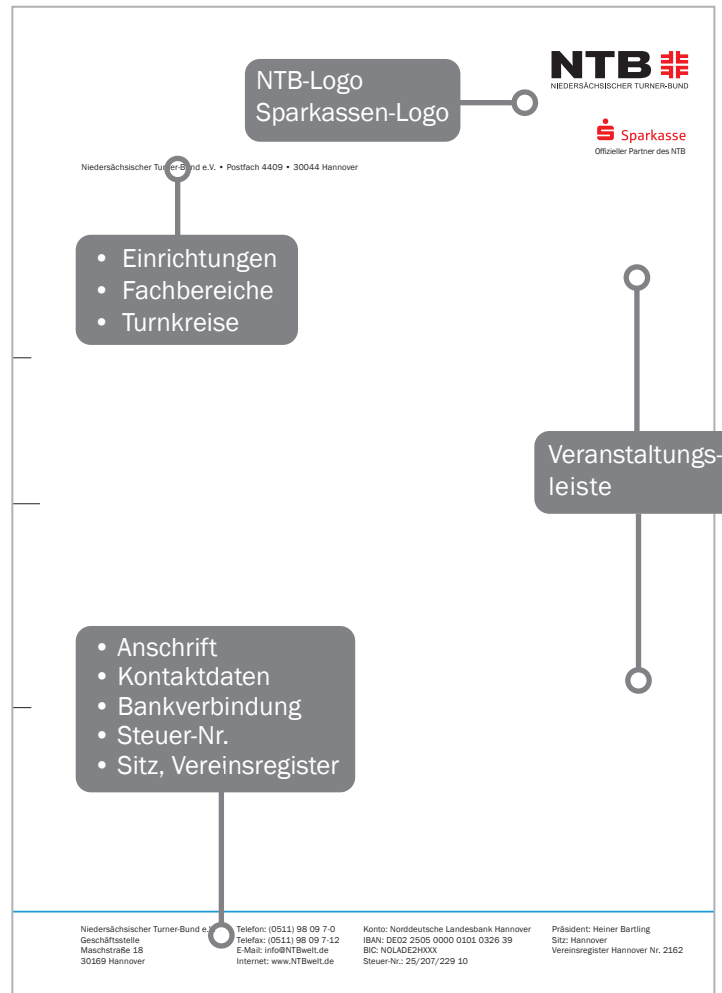 NTB-Logo
Sparkassen-Logo
NTB
NIEDERSÄCHSISCHER TURNER-BUND
Sparkasse
Offizieller Partner des NTB
Niedersächsischer Turner-Bund e.V. • Postfach 4409 • 30044 Hannover
• Einrichtungen
• Fachbereiche
• Turnkreise
Veranstaltungs-
leiste
• Anschrift
• Kontaktdaten
• Bankverbindung
• Steuer-Nr.
• Sitz, Vereinsregister
Niedersächsischer Turner-Bund e.
Geschäftsstelle
Maschstraße 18
30169 Hannover
Telefon: (0511) 98 09 7-0
Telefax: (0511) 98 09 7-12
E-Mail: info@NTBwelt.de
Internet: www.NTBwelt.de
Konto: Norddeutsche Landesbank Hannover
IBAN: DE02 2505 0000 0101 0326 39
BIC: NOLADE2HXXX
Steuer-Nr.: 25/207/229 10
Präsident: Heiner Bartling
Sitz: Hannover
Vereinsregister Hannover Nr. 2162